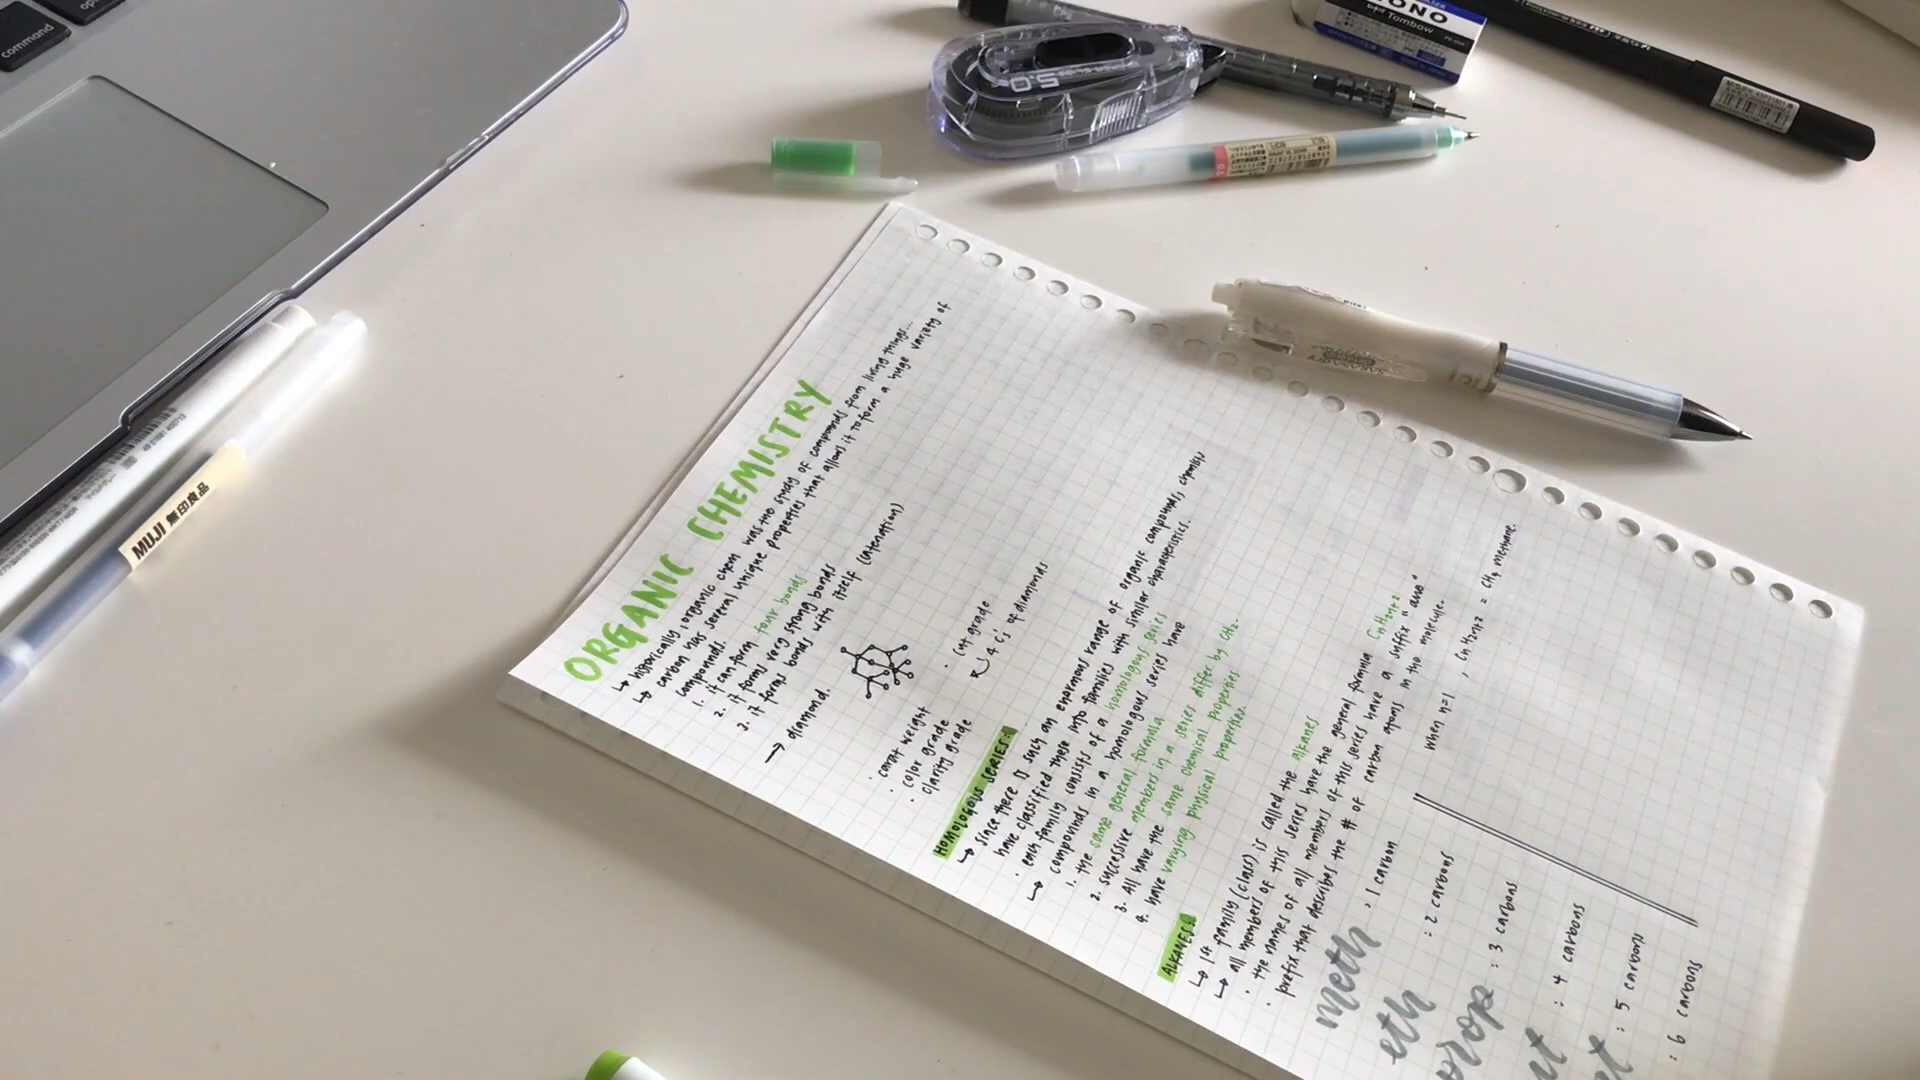 command
5.0
MONO
Tombow
MUJI 無印良品
ORGANIC CHEMISTRY
↳ historically, organic chem was the study of compounds from living things...
↳ carbon has several unique properties that allows it to form a huge variety of
compounds.
1. it can form four bonds
2. it forms very strong bonds
3. it forms bonds with itself (catenation)
→ diamond.
· carat weight
· color grade
· clarity grade
· cut grade
4 c's of diamonds
HOMOLOGOUS SERIES:
↳ since there is such an enormous range of organic compounds, chemists
have classified these into families with similar characteristics.
· each family consists of a homologous series
→ compounds in a homologous series have
1. the same general formula
2. successive members in a series differ by CH2.
3. All have the same chemical properties
4. have varying physical properties.
ALKANES:
↳ 1st family (class) is called the alkanes
↳ all members of this series have the general formula CnH2n+2
· the names of all members of this series have a suffix "ane"
· prefix that describes the # of carbon atoms in the molecule.
meth : 1 carbon
eth : 2 carbons
prop : 3 carbons
: 4 carbons
: 5 carbons
: 6 carbons
when n=1 , CnH2n+2 = CH4 methane.